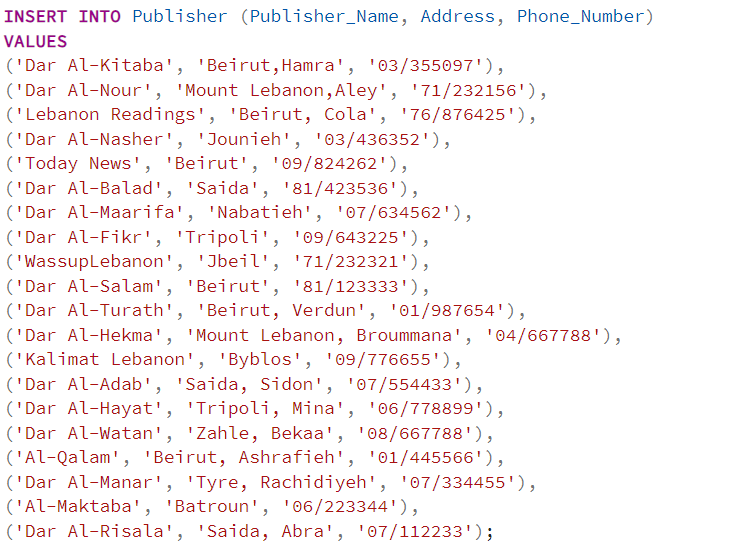 INSERT INTO Publisher (Publisher_Name, Address, Phone_Number)
VALUES
('Dar Al-Kitaba', 'Beirut,Hamra', '03/355097'),
('Dar Al-Nour', 'Mount Lebanon,Aley', '71/232156'),
('Lebanon Readings', 'Beirut, Cola', '76/876425'),
('Dar Al-Nasher', 'Jounieh', '03/436352'),
('Today News', 'Beirut', '09/824262'),
('Dar Al-Balad', 'Saida', '81/423536'),
('Dar Al-Maarifa', 'Nabatieh', '07/634562'),
('Dar Al-Fikr', 'Tripoli', '09/643225'),
('WassupLebanon', 'Jbeil', '71/232321'),
('Dar Al-Salam', 'Beirut', '81/123333'),
('Dar Al-Turath', 'Beirut, Verdun', '01/987654'),
('Dar Al-Hekma', 'Mount Lebanon, Broummana', '04/667788'),
('Kalimat Lebanon', 'Byblos', '09/776655'),
('Dar Al-Adab', 'Saida, Sidon', '07/554433'),
('Dar Al-Hayat', 'Tripoli, Mina', '06/778899'),
('Dar Al-Watan', 'Zahle, Bekaa', '08/667788'),
('Al-Qalam', 'Beirut, Ashrafieh', '01/445566'),
('Dar Al-Manar', 'Tyre, Rachidiyeh', '07/334455'),
('Al-Maktaba', 'Batroun', '06/223344'),
('Dar Al-Risala', 'Saida, Abra', '07/112233');